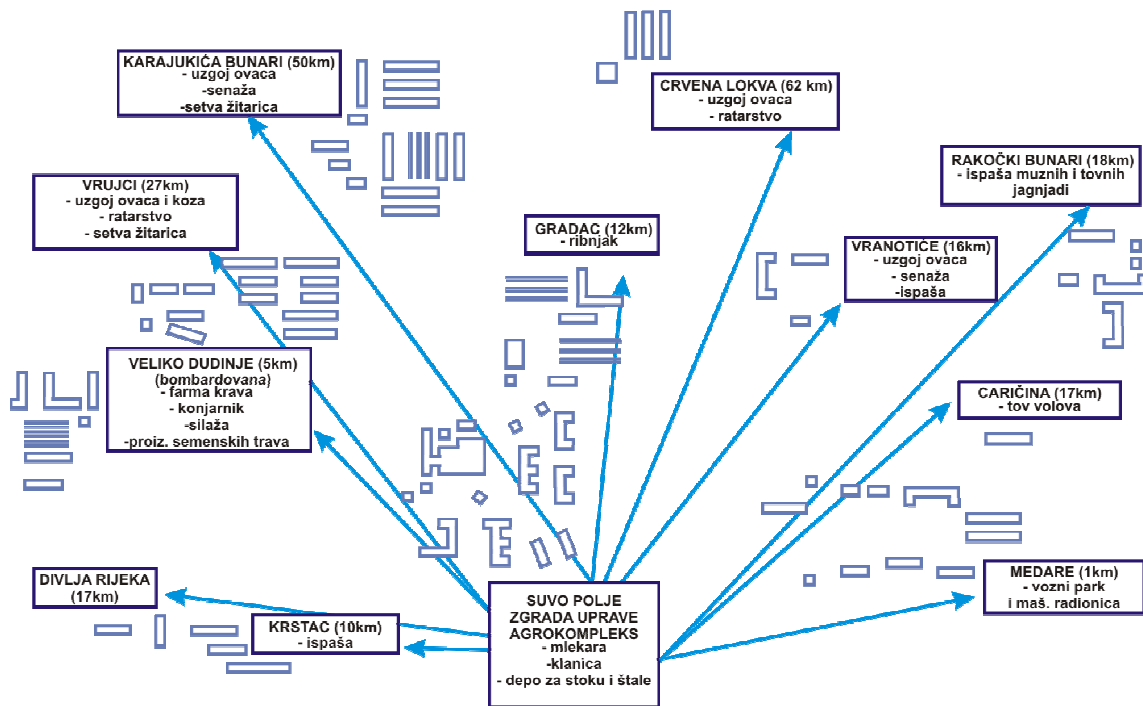 KARAJUKIĆA BUNARI (50km)
- uzgoj ovaca
-senaža
-setva žitarica
CRVENA LOKVA (62 km)
- uzgoj ovaca
- ratarstvo
RAKOČKI BUNARI (18km)
- ispaša muznih i tovnih
jagnjadi
VRUJCI (27km)
- uzgoj ovaca i koza
- ratarstvo
- setva žitarica
GRADAC (12km)
- ribnjak
VRANOTIĆE (16km)
- uzgoj ovaca
- senaža
-ispaša
VELIKO DUDINJE (5km)
(bombardovana)
- farma krava
- konjarnik
-silaža
-proiz. semenskih trava
CARIČINA (17km)
- tov volova
DIVLJA RIJEKA
(17km)
KRSTAC (10km)
- ispaša
SUVO POLJE
ZGRADA UPRAVE
AGROKOMPLEKS
- mlekara
-klanica
- depo za stoku i štale
MEDARE (1km)
- vozni park
i maš. radionica